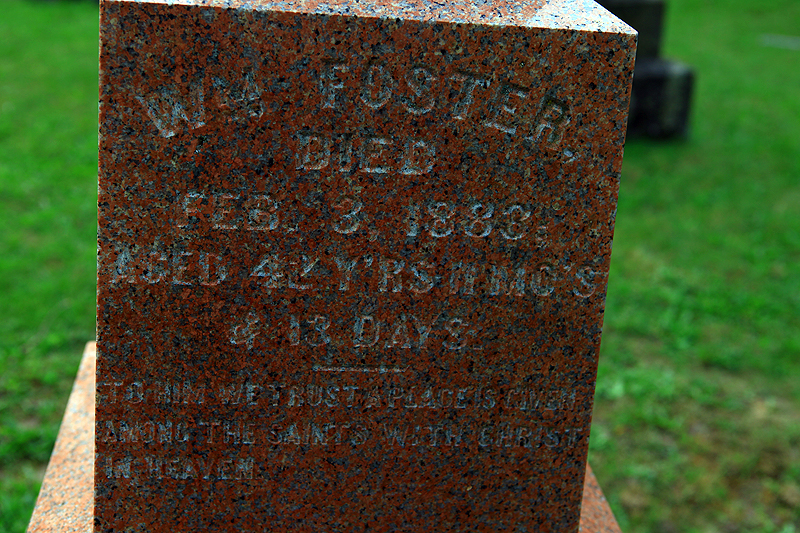 WM FOSTER,
DIED
FEB. 3, 1883.
AGED 42 Y'RS 11 MO'S
& 13 DAYS.
TO HIM WE TRUST A PLACE IS GIVEN
AMONG THE SAINTS WITH CHRIST
IN HEAVEN.